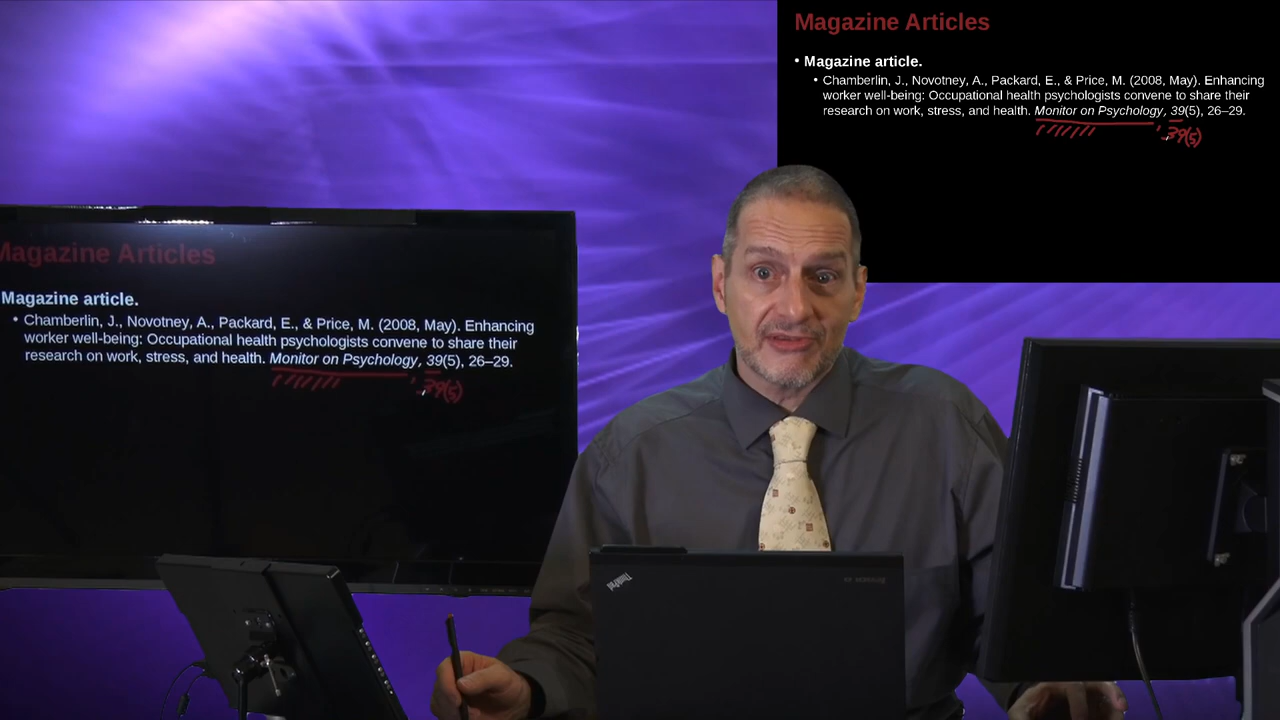 Magazine Articles
• Magazine article.
• Chamberlin, J., Novotney, A., Packard, E., & Price, M. (2008, May). Enhancing
worker well-being: Occupational health psychologists convene to share their
research on work, stress, and health. Monitor on Psychology, 39(5), 26–29.
, 39(5)
Magazine Articles
Magazine article.
• Chamberlin, J., Novotney, A., Packard, E., & Price, M. (2008, May). Enhancing
worker well-being: Occupational health psychologists convene to share their
research on work, stress, and health. Monitor on Psychology, 39(5), 26–29.
, 39(5)
ThinkPad